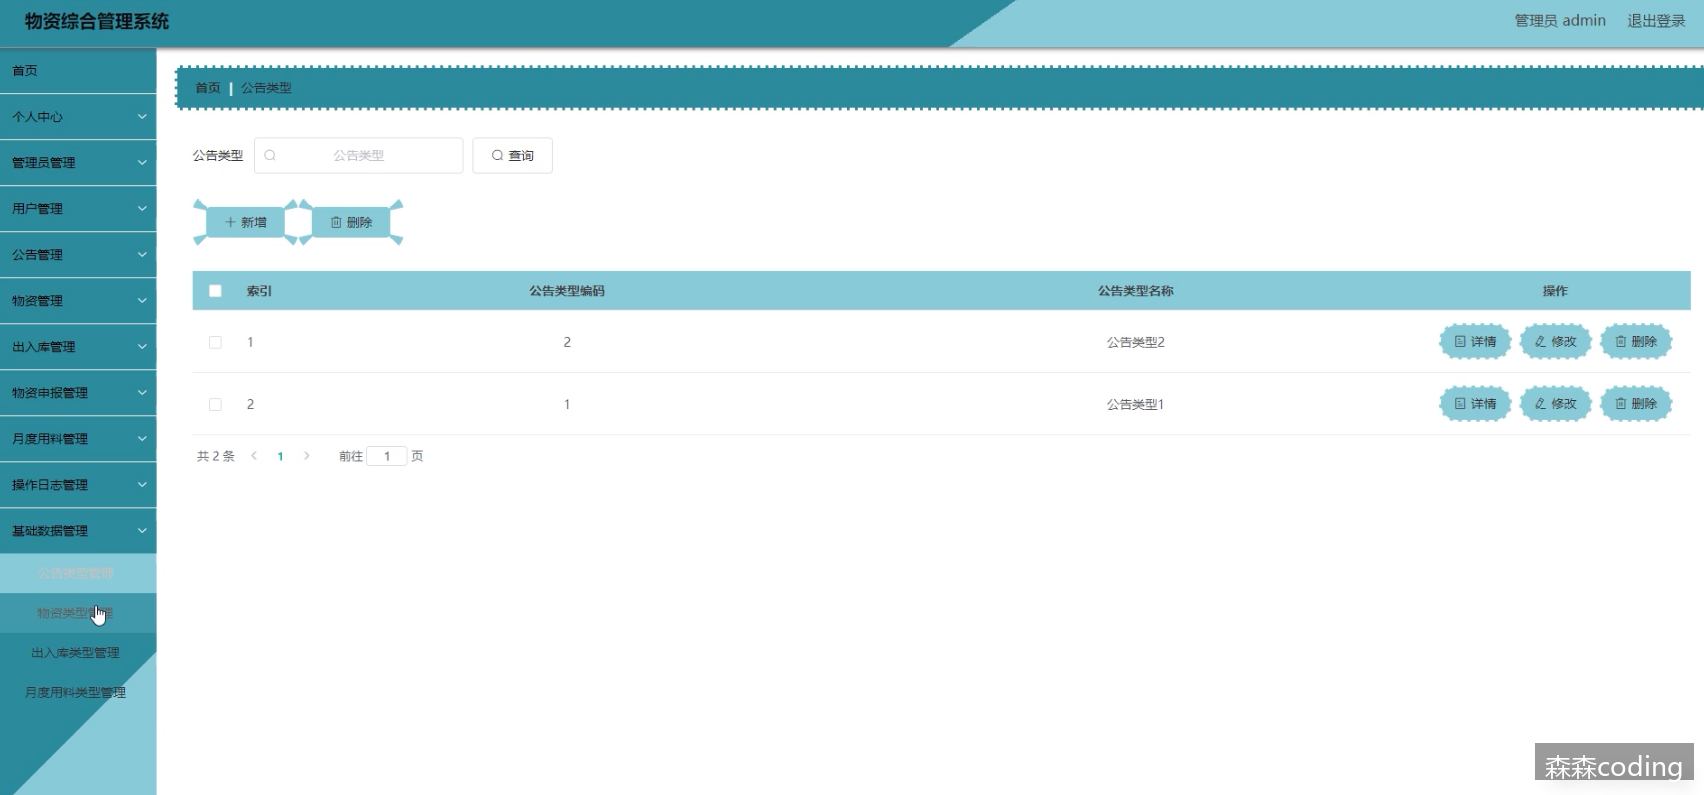 物资综合管理系统
管理员 admin 退出登录
首页
个人中心
管理员管理
用户管理
公告管理
物资管理
出入库管理
物资申报管理
月度用料管理
操作日志管理
基础数据管理
公告类型管理
物资类型管理
出入库类型管理
月度用料类型管理
首页 | 公告类型
公告类型 公告类型 查询
新增 删除
索引 公告类型编码 公告类型名称 操作
1 2 公告类型2 详情 修改 删除
2 1 公告类型1 详情 修改 删除
共 2 条 1 前往 1 页
森森coding